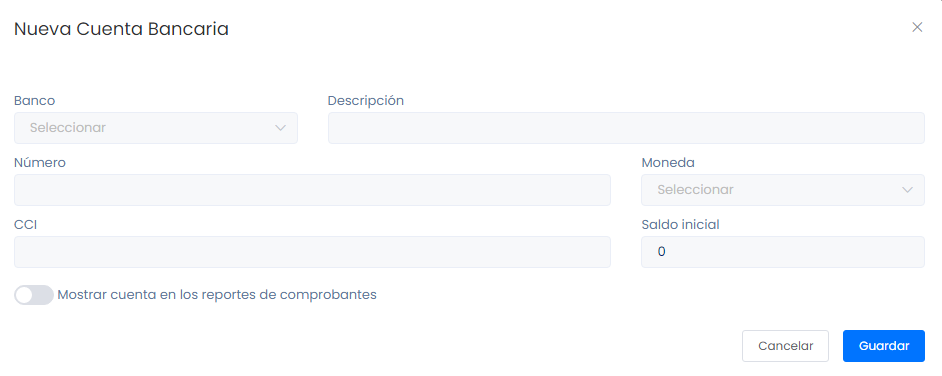 Nueva Cuenta Bancaria
Banco
Descripción
Seleccionar
Número
Moneda
Seleccionar
CCI
Saldo inicial
0
Mostrar cuenta en los reportes de comprobantes
Cancelar
Guardar